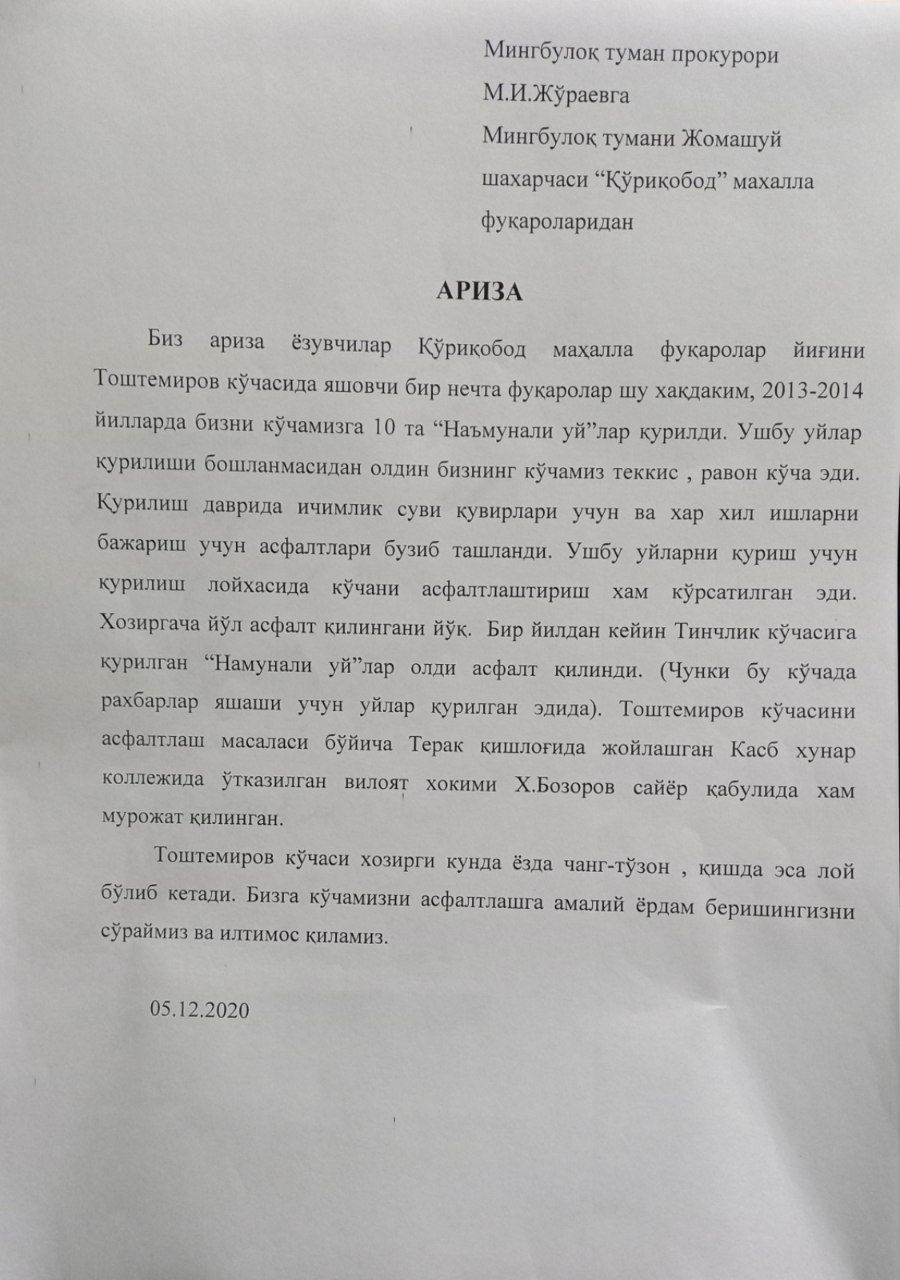 Мингбулоқ туман прокурори
М.И.Жўраевга
Мингбулоқ тумани Жомашуй
шахарчаси “Қўриқобод” махалла
фуқароларидан
АРИЗА
Биз ариза ёзувчилар Қўриқобод маҳалла фуқаролар йиғини
Тоштемиров кўчасида яшовчи бир нечта фуқаролар шу хақдаким, 2013-2014
йилларда бизни кўчамизга 10 та “Наъмунали уй”лар қурилди. Ушбу уйлар
қурилиши бошланмасидан олдин бизнинг кўчамиз теккис , равон кўча эди.
Қурилиш даврида ичимлик суви қувирлари учун ва хар хил ишларни
бажариш учун асфалтлари бузиб ташланди. Ушбу уйларни қуриш учун
қурилиш лойхасида кўчани асфалтлаштириш хам кўрсатилган эди.
Хозиргача йўл асфалт қилингани йўқ. Бир йилдан кейин Тинчлик кўчасига
қурилган “Намунали уй”лар олди асфалт қилинди. (Чунки бу кўчада
рахбарлар яшаши учун уйлар қурилган эдида). Тоштемиров кўчасини
асфалтлаш масаласи бўйича Терак қишлоғида жойлашган Касб хунар
коллежида ўтказилган вилоят хокими Х.Бозоров сайёр қабулида хам
мурожат қилинган.
Тоштемиров кўчаси хозирги кунда ёзда чанг-тўзон , қишда эса лой
бўлиб кетади. Бизга кўчамизни асфалтлашга амалий ёрдам беришингизни
сўраймиз ва илтимос қиламиз.
05.12.2020